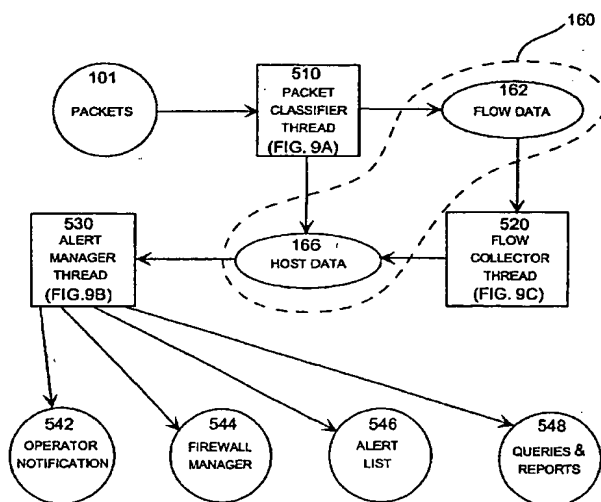 160
101
PACKETS
510
PACKET
CLASSIFIER
THREAD
(FIG. 9A)
162
FLOW DATA
530
ALERT
MANAGER
THREAD
(FIG.9B)
166
HOST DATA
520
FLOW
COLLECTOR
THREAD
(FIG. 9C)
542
OPERATOR
NOTIFICATION
544
FIREWALL
MANAGER
546
ALERT
LIST
548
QUERIES &
REPORTS